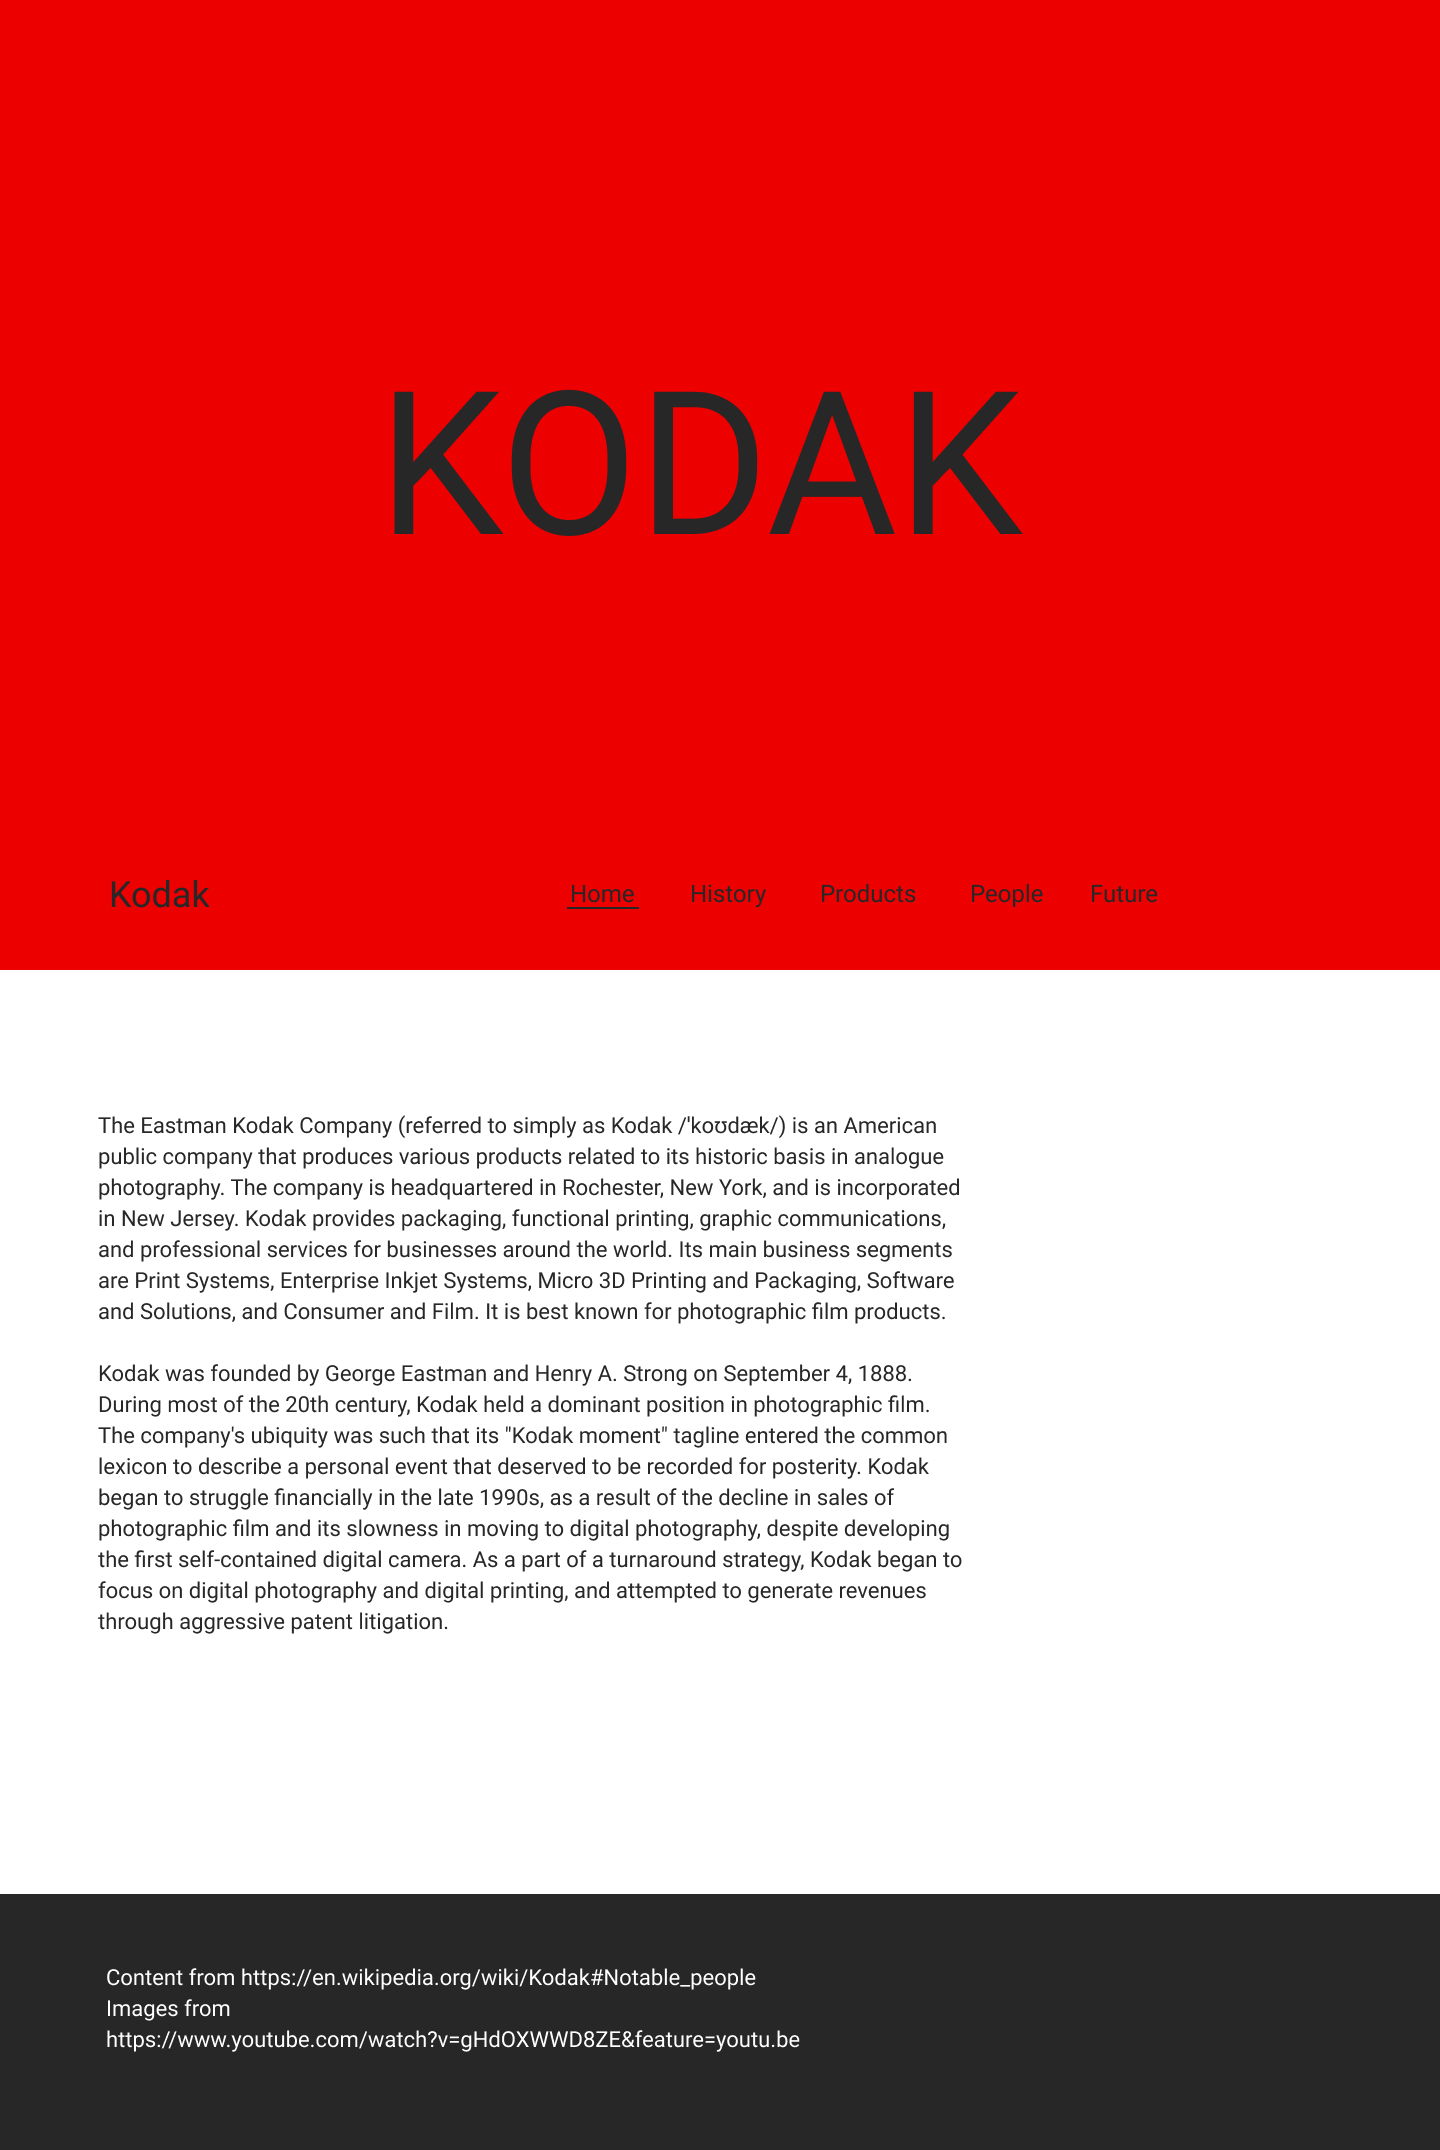 KODAK
Kodak
Home History Products People Future
The Eastman Kodak Company (referred to simply as Kodak /ˈkoʊdæk/) is an American
public company that produces various products related to its historic basis in analogue
photography. The company is headquartered in Rochester, New York, and is incorporated
in New Jersey. Kodak provides packaging, functional printing, graphic communications,
and professional services for businesses around the world. Its main business segments
are Print Systems, Enterprise Inkjet Systems, Micro 3D Printing and Packaging, Software
and Solutions, and Consumer and Film. It is best known for photographic film products.
Kodak was founded by George Eastman and Henry A. Strong on September 4, 1888.
During most of the 20th century, Kodak held a dominant position in photographic film.
The company's ubiquity was such that its "Kodak moment" tagline entered the common
lexicon to describe a personal event that deserved to be recorded for posterity. Kodak
began to struggle financially in the late 1990s, as a result of the decline in sales of
photographic film and its slowness in moving to digital photography, despite developing
the first self-contained digital camera. As a part of a turnaround strategy, Kodak began to
focus on digital photography and digital printing, and attempted to generate revenues
through aggressive patent litigation.
Content from https://en.wikipedia.org/wiki/Kodak#Notable_people
Images from
https://www.youtube.com/watch?v=gHdOXWWD8ZE&feature=youtu.be